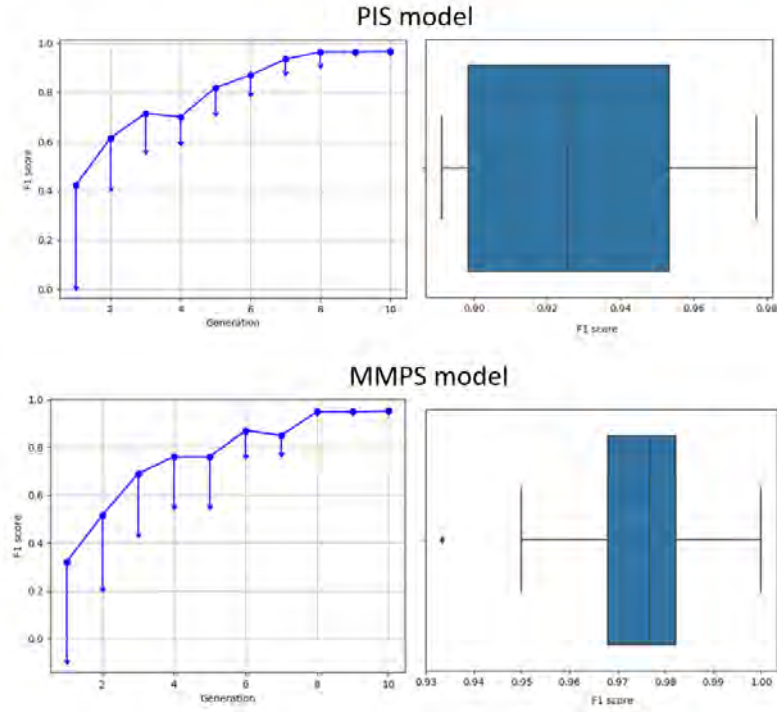 PIS model
1.0
0.8
0.6
0.4
0.2
0.0
F1 score
2 4 6 8 10
Generation
0.90 0.92 0.94 0.96 0.98
F1 score
MMPS model
1.0
0.8
0.6
0.4
0.2
0.0
F1 score
2 4 6 8 10
Generation
0.93 0.94 0.95 0.96 0.97 0.98 0.99 1.00
F1 score